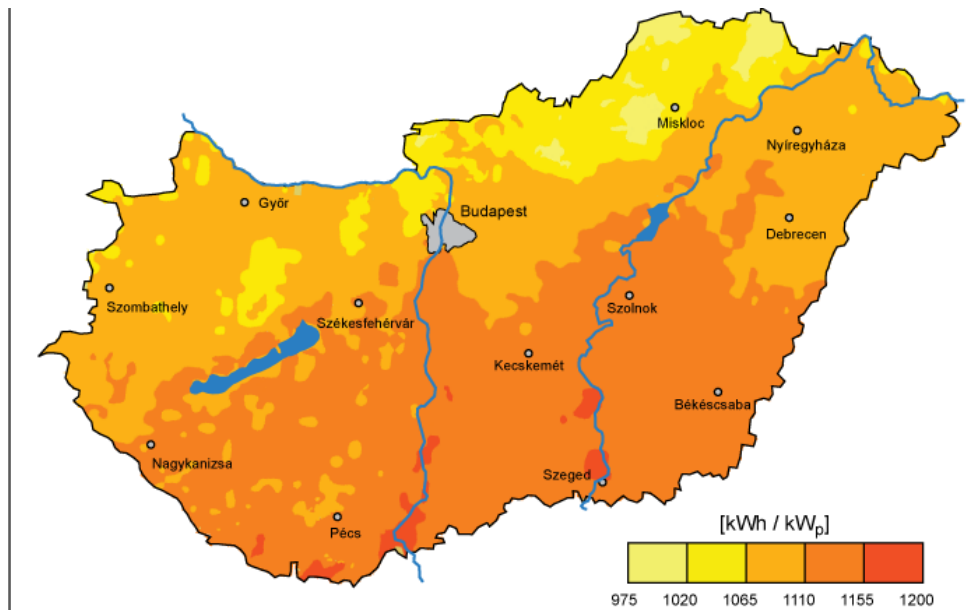 Miskloc
Nyíregyháza
Győr
Budapest
Debrecen
Szombathely
Székesfehérvár
Szolnok
Kecskemét
Békéscsaba
Nagykanizsa
Szeged
Pécs
[kWh / kWp]
975 1020 1065 1110 1155 1200